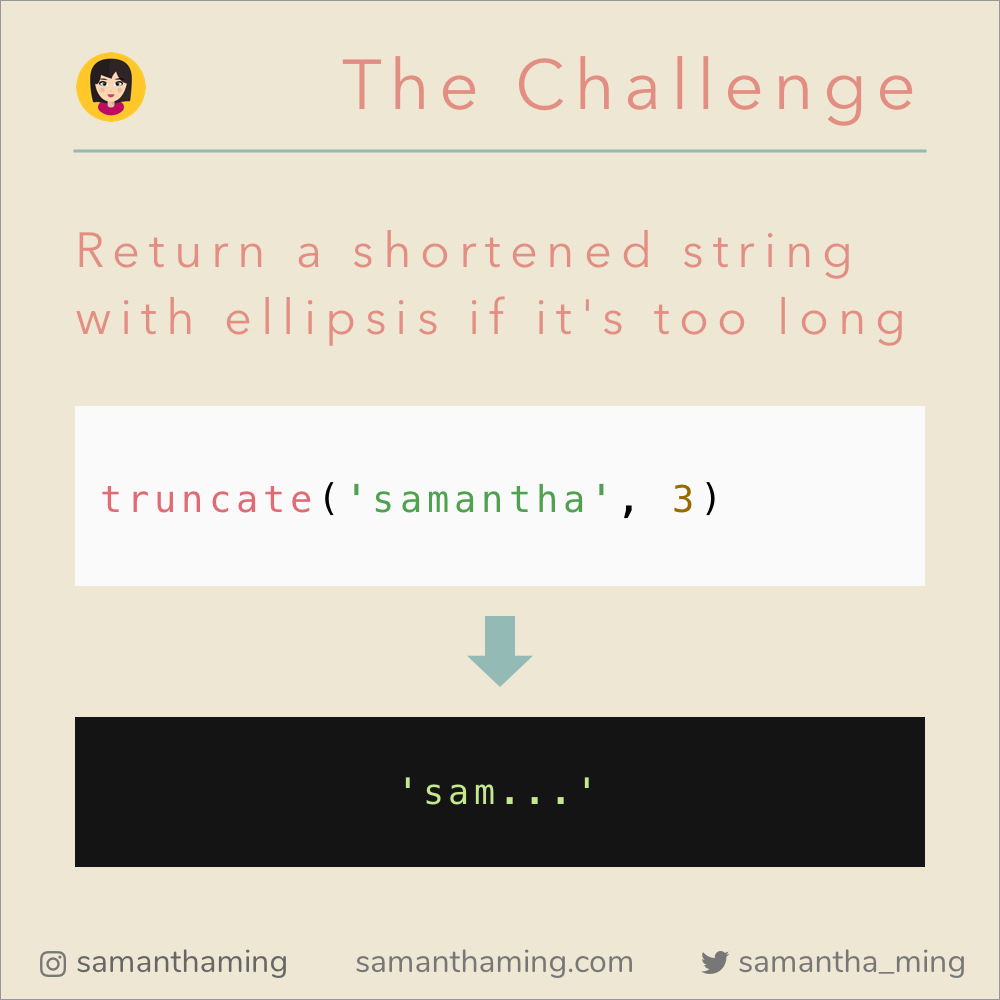 The Challenge
Return a shortened string
with ellipsis if it's too long
truncate('samantha', 3)
'sam...'
samanthaming samanthaming.com samantha_ming